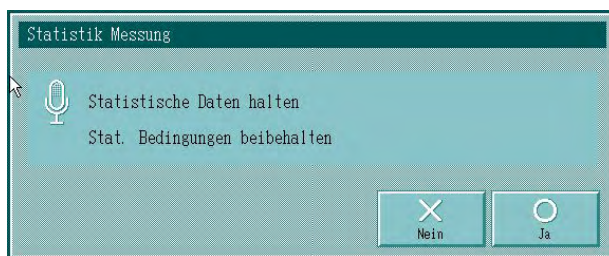 Statistik Messung
Statistische Daten halten
Stat. Bedingungen beibehalten
Nein
Ja